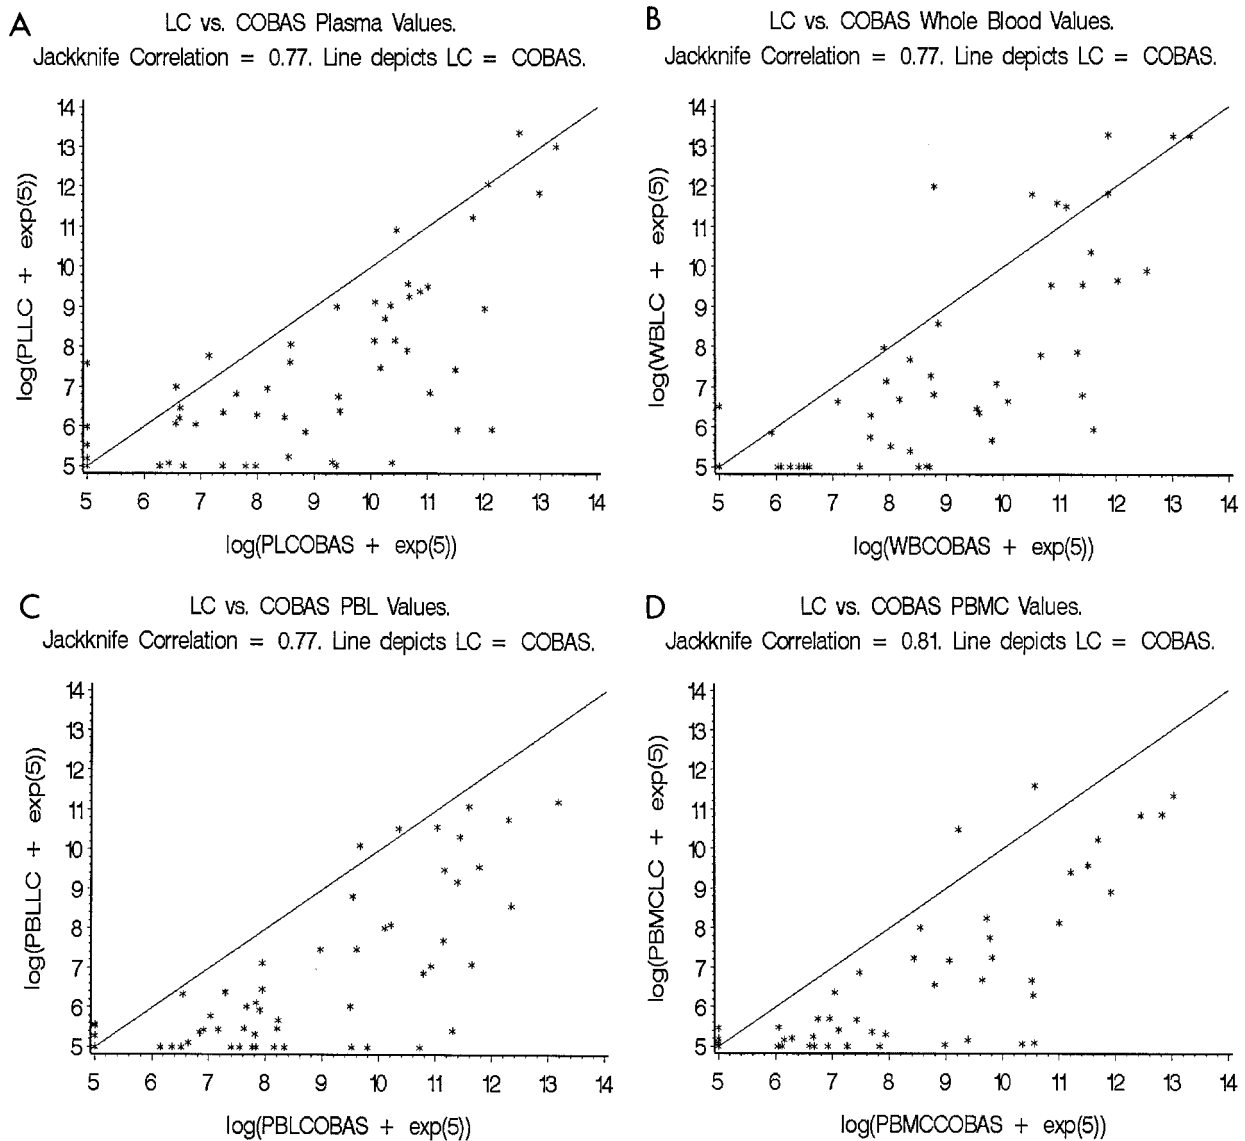 A
LC vs. COBAS Plasma Values.
Jackknife Correlation = 0.77. Line depicts LC = COBAS.
log(PLLC + exp(5))
14
13
12
11
10
9
8
7
6
5
5 6 7 8 9 10 11 12 13 14
log(PLCOBAS + exp(5))
B
LC vs. COBAS Whole Blood Values.
Jackknife Correlation = 0.77. Line depicts LC = COBAS.
log(WBLC + exp(5))
14
13
12
11
10
9
8
7
6
5
5 6 7 8 9 10 11 12 13 14
log(WBCOBAS + exp(5))
C
LC vs. COBAS PBL Values.
Jackknife Correlation = 0.77. Line depicts LC = COBAS.
log(PBLLC + exp(5))
14
13
12
11
10
9
8
7
6
5
5 6 7 8 9 10 11 12 13 14
log(PBLCOBAS + exp(5))
D
LC vs. COBAS PBMC Values.
Jackknife Correlation = 0.81. Line depicts LC = COBAS.
log(PBMCLC + exp(5))
14
13
12
11
10
9
8
7
6
5
5 6 7 8 9 10 11 12 13 14
log(PBMCCOBAS + exp(5))